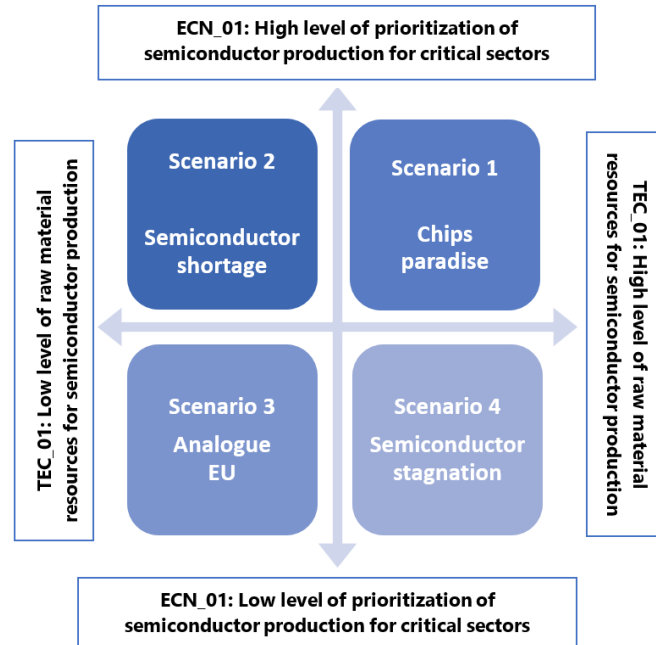 ECN_01: High level of prioritization of
semiconductor production for critical sectors
TEC_01: Low level of raw material
resources for semiconductor production
Scenario 2
Semiconductor
shortage
Scenario 1
Chips
paradise
TEC_01: High level of raw material
resources for semiconductor production
Scenario 3
Analogue
EU
Scenario 4
Semiconductor
stagnation
ECN_01: Low level of prioritization of
semiconductor production for critical sectors